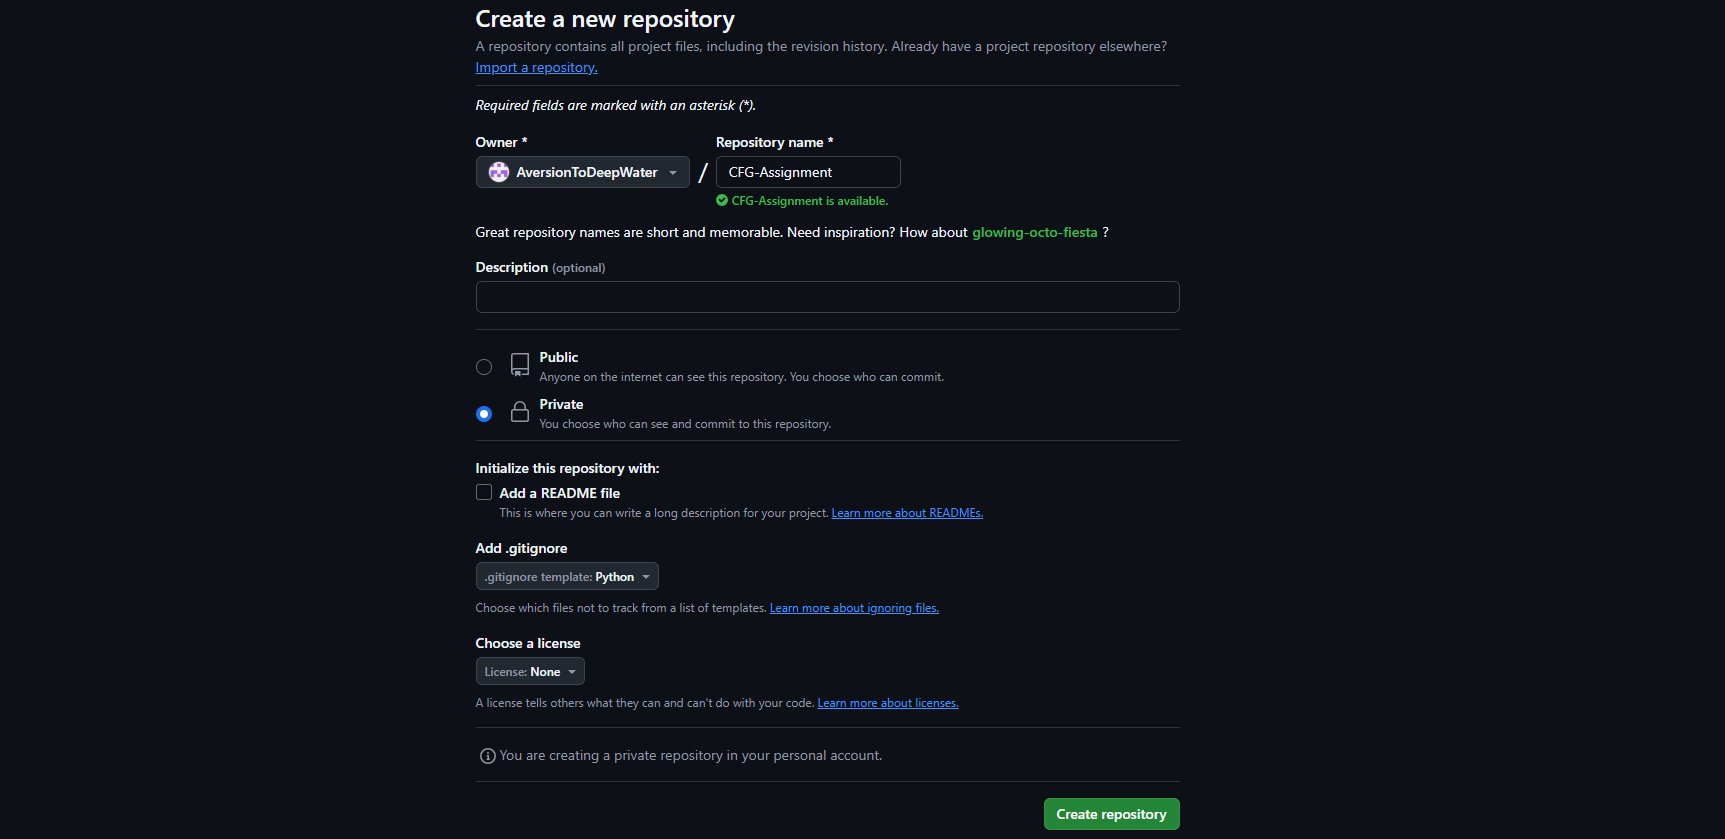 Create a new repository
A repository contains all project files, including the revision history. Already have a project repository elsewhere?
Import a repository.
Required fields are marked with an asterisk (*).
Owner *
Repository name *
AversionToDeepWater
/
CFG-Assignment
CFG-Assignment is available.
Great repository names are short and memorable. Need inspiration? How about glowing-octo-fiesta ?
Description (optional)
Public
Anyone on the internet can see this repository. You choose who can commit.
Private
You choose who can see and commit to this repository.
Initialize this repository with:
Add a README file
This is where you can write a long description for your project. Learn more about READMEs.
Add .gitignore
.gitignore template: Python
Choose which files not to track from a list of templates. Learn more about ignoring files.
Choose a license
License: None
A license tells others what they can and can't do with your code. Learn more about licenses.
You are creating a private repository in your personal account.
Create repository